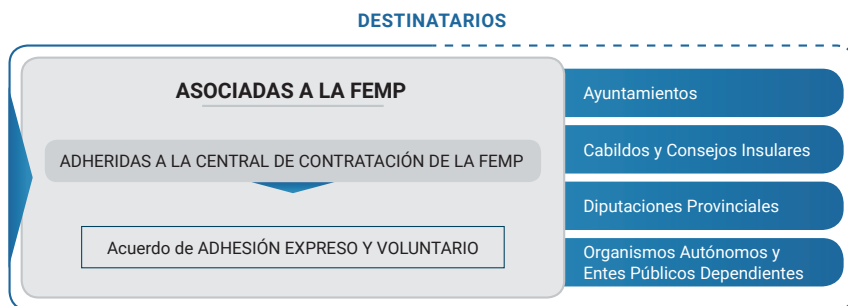 DESTINATARIOS
ASOCIADAS A LA FEMP
ADHERIDAS A LA CENTRAL DE CONTRATACIÓN DE LA FEMP
Acuerdo de ADHESIÓN EXPRESO Y VOLUNTARIO
Ayuntamientos
Cabildos y Consejos Insulares
Diputaciones Provinciales
Organismos Autónomos y
Entes Públicos Dependientes